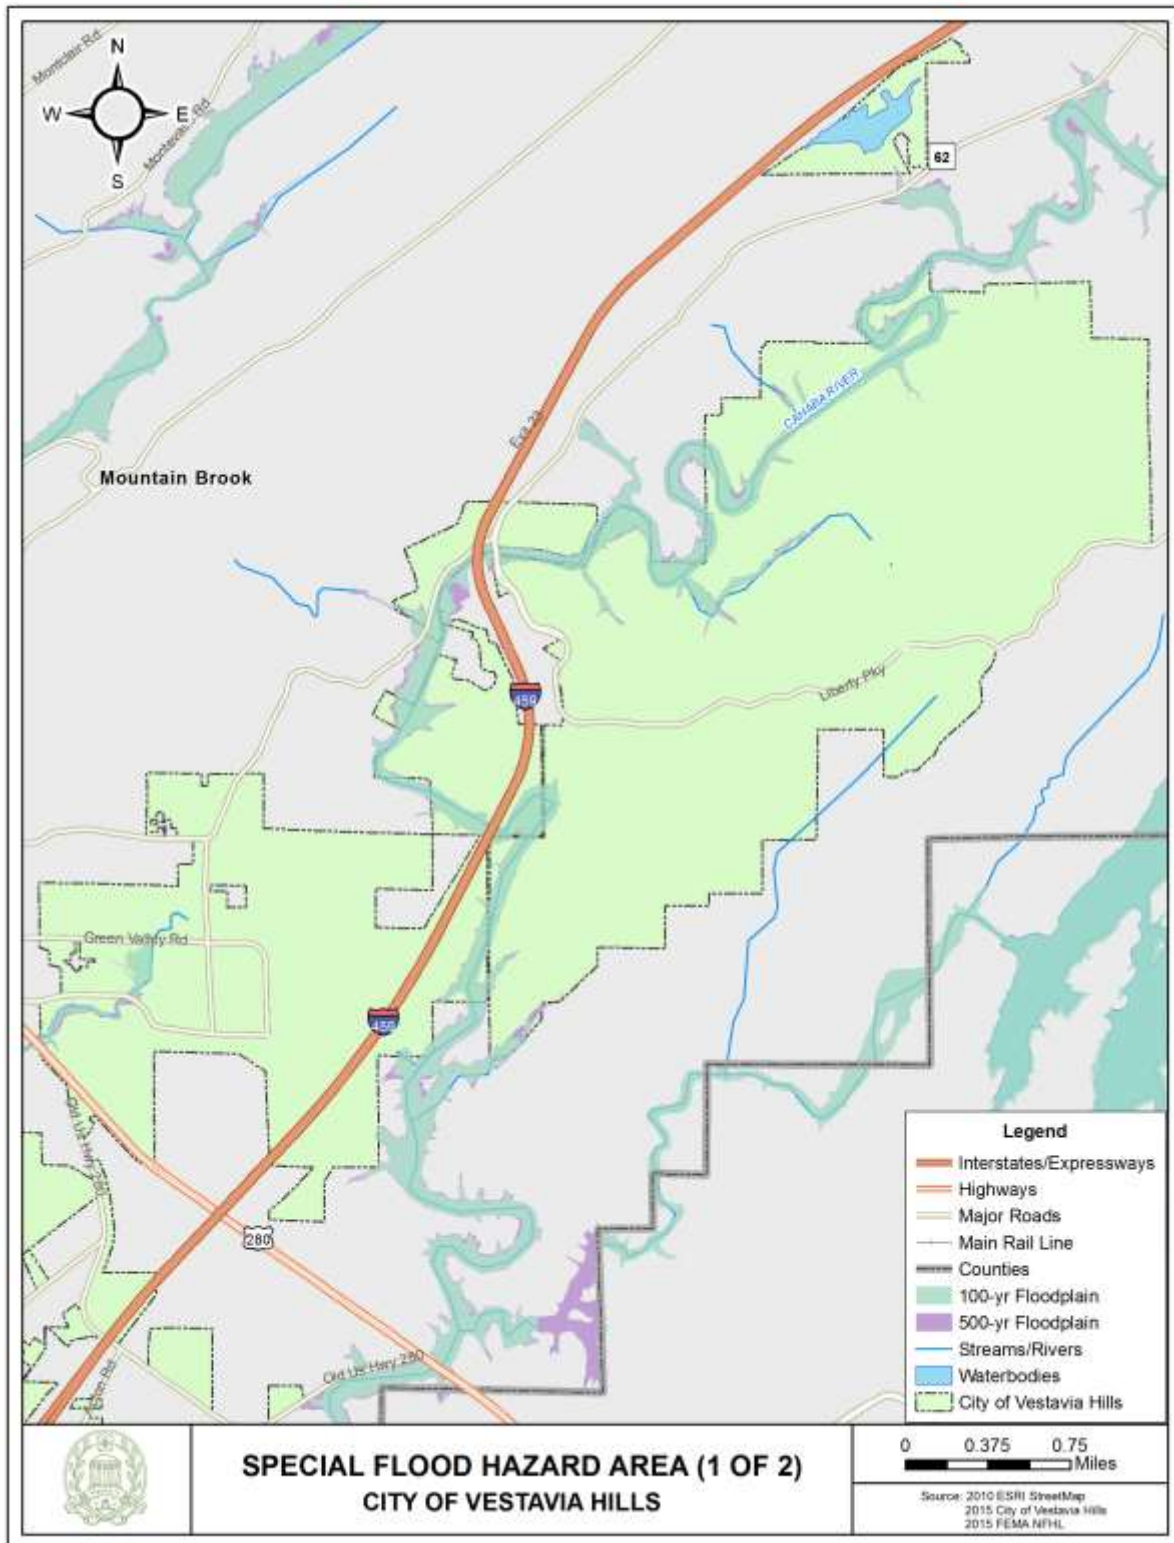 Montclair Rd
N
W
E
S
62
CAHABA RIVER
Exit 23
Mountain Brook
459
Liberty Pky
Green Valley Rd
459
Old Us Hwy 280
280
Old Us Hwy 280
Rd
Legend
Interstates/Expressways
Highways
Major Roads
Main Rail Line
Counties
100-yr Floodplain
500-yr Floodplain
Streams/Rivers
Waterbodies
City of Vestavia Hills
SPECIAL FLOOD HAZARD AREA (1 OF 2)
CITY OF VESTAVIA HILLS
0 0.375 0.75
Miles
Source: 2010 ESRI StreetMap
2015 City of Vestavia Hills
2015 FEMA NFHL